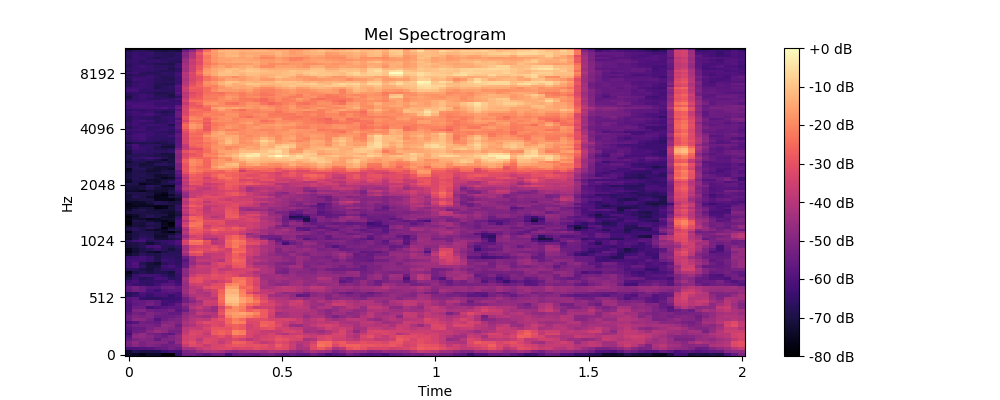 Mel Spectrogram
Hz
8192
4096
2048
1024
512
0
0
0.5
1
1.5
2
Time
+0 dB
-10 dB
-20 dB
-30 dB
-40 dB
-50 dB
-60 dB
-70 dB
-80 dB